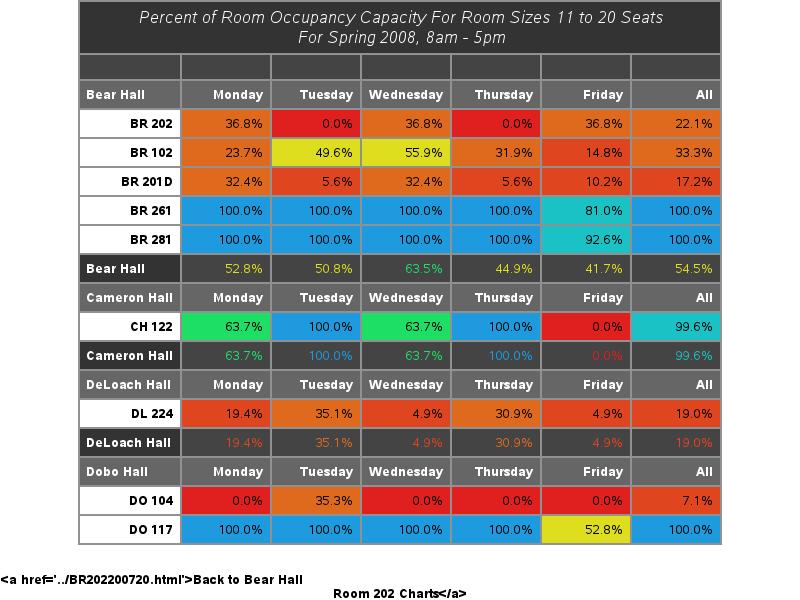 Percent of Room Occupancy Capacity For Room Sizes 11 to 20 Seats
For Spring 2008, 8am - 5pm
Bear Hall Monday Tuesday Wednesday Thursday Friday All
BR 202 36.8% 0.0% 36.8% 0.0% 36.8% 22.1%
BR 102 23.7% 49.6% 55.9% 31.9% 14.8% 33.3%
BR 201D 32.4% 5.6% 32.4% 5.6% 10.2% 17.2%
BR 261 100.0% 100.0% 100.0% 100.0% 81.0% 100.0%
BR 281 100.0% 100.0% 100.0% 100.0% 92.6% 100.0%
Bear Hall 52.8% 50.8% 63.5% 44.9% 41.7% 54.5%
Cameron Hall Monday Tuesday Wednesday Thursday Friday All
CH 122 63.7% 100.0% 63.7% 100.0% 0.0% 99.6%
Cameron Hall 63.7% 100.0% 63.7% 100.0% 0.0% 99.6%
DeLoach Hall Monday Tuesday Wednesday Thursday Friday All
DL 224 19.4% 35.1% 4.9% 30.9% 4.9% 19.0%
DeLoach Hall 19.4% 35.1% 4.9% 30.9% 4.9% 19.0%
Dobo Hall Monday Tuesday Wednesday Thursday Friday All
DO 104 0.0% 35.3% 0.0% 0.0% 0.0% 7.1%
DO 117 100.0% 100.0% 100.0% 100.0% 52.8% 100.0%
<a href='../BR202200720.html'>Back to Bear Hall
Room 202 Charts</a>